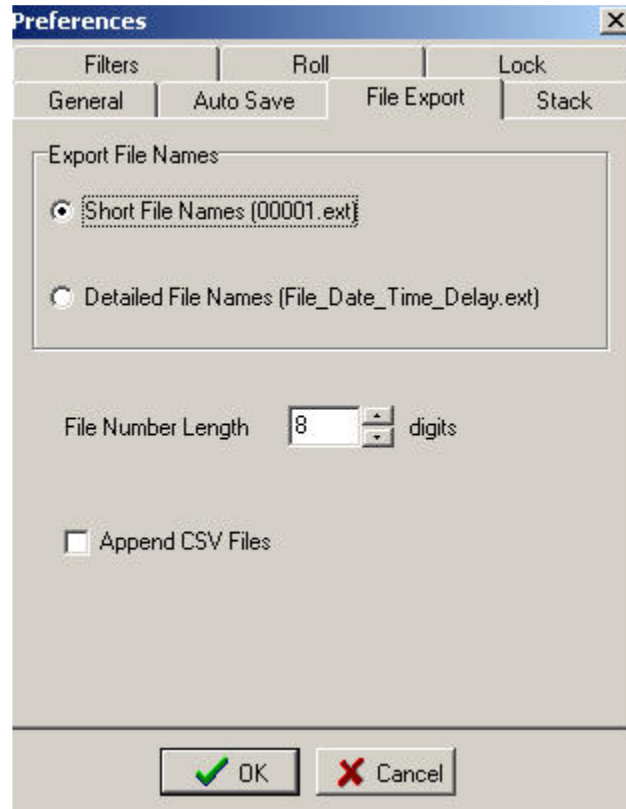 Preferences
Filters Roll Lock
General Auto Save File Export Stack
Export File Names
Short File Names (00001.ext)
Detailed File Names (File_Date_Time_Delay.ext)
File Number Length 8 digits
Append CSV Files
OK Cancel